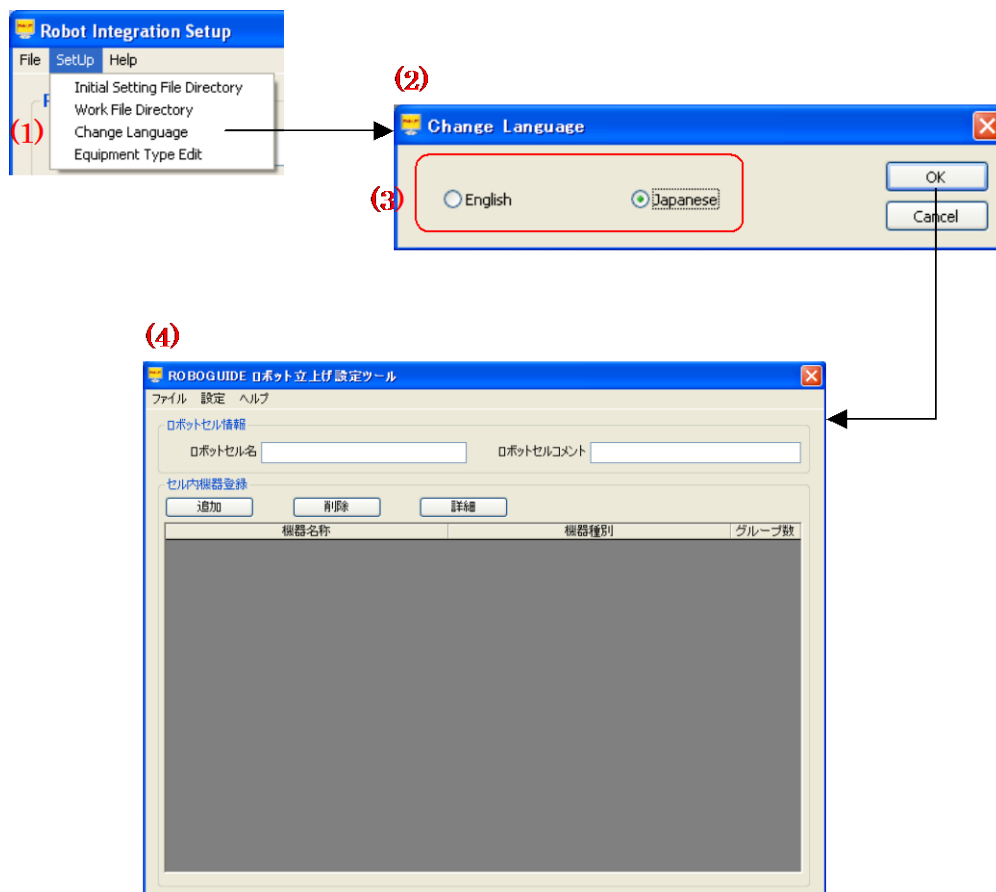 Robot Integration Setup
File SetUp Help
Initial Setting File Directory
Work File Directory
(1) Change Language
Equipment Type Edit
(2)
Change Language
(3) English Japanese
OK
Cancel
(4)
ROBOGUIDE ロボット立上げ設定ツール
ファイル 設定 ヘルプ
ロボットセル情報
ロボットセル名 ロボットセルコメント
セル内機器登録
追加 削除 詳細
機器名称 機器種別 グループ数